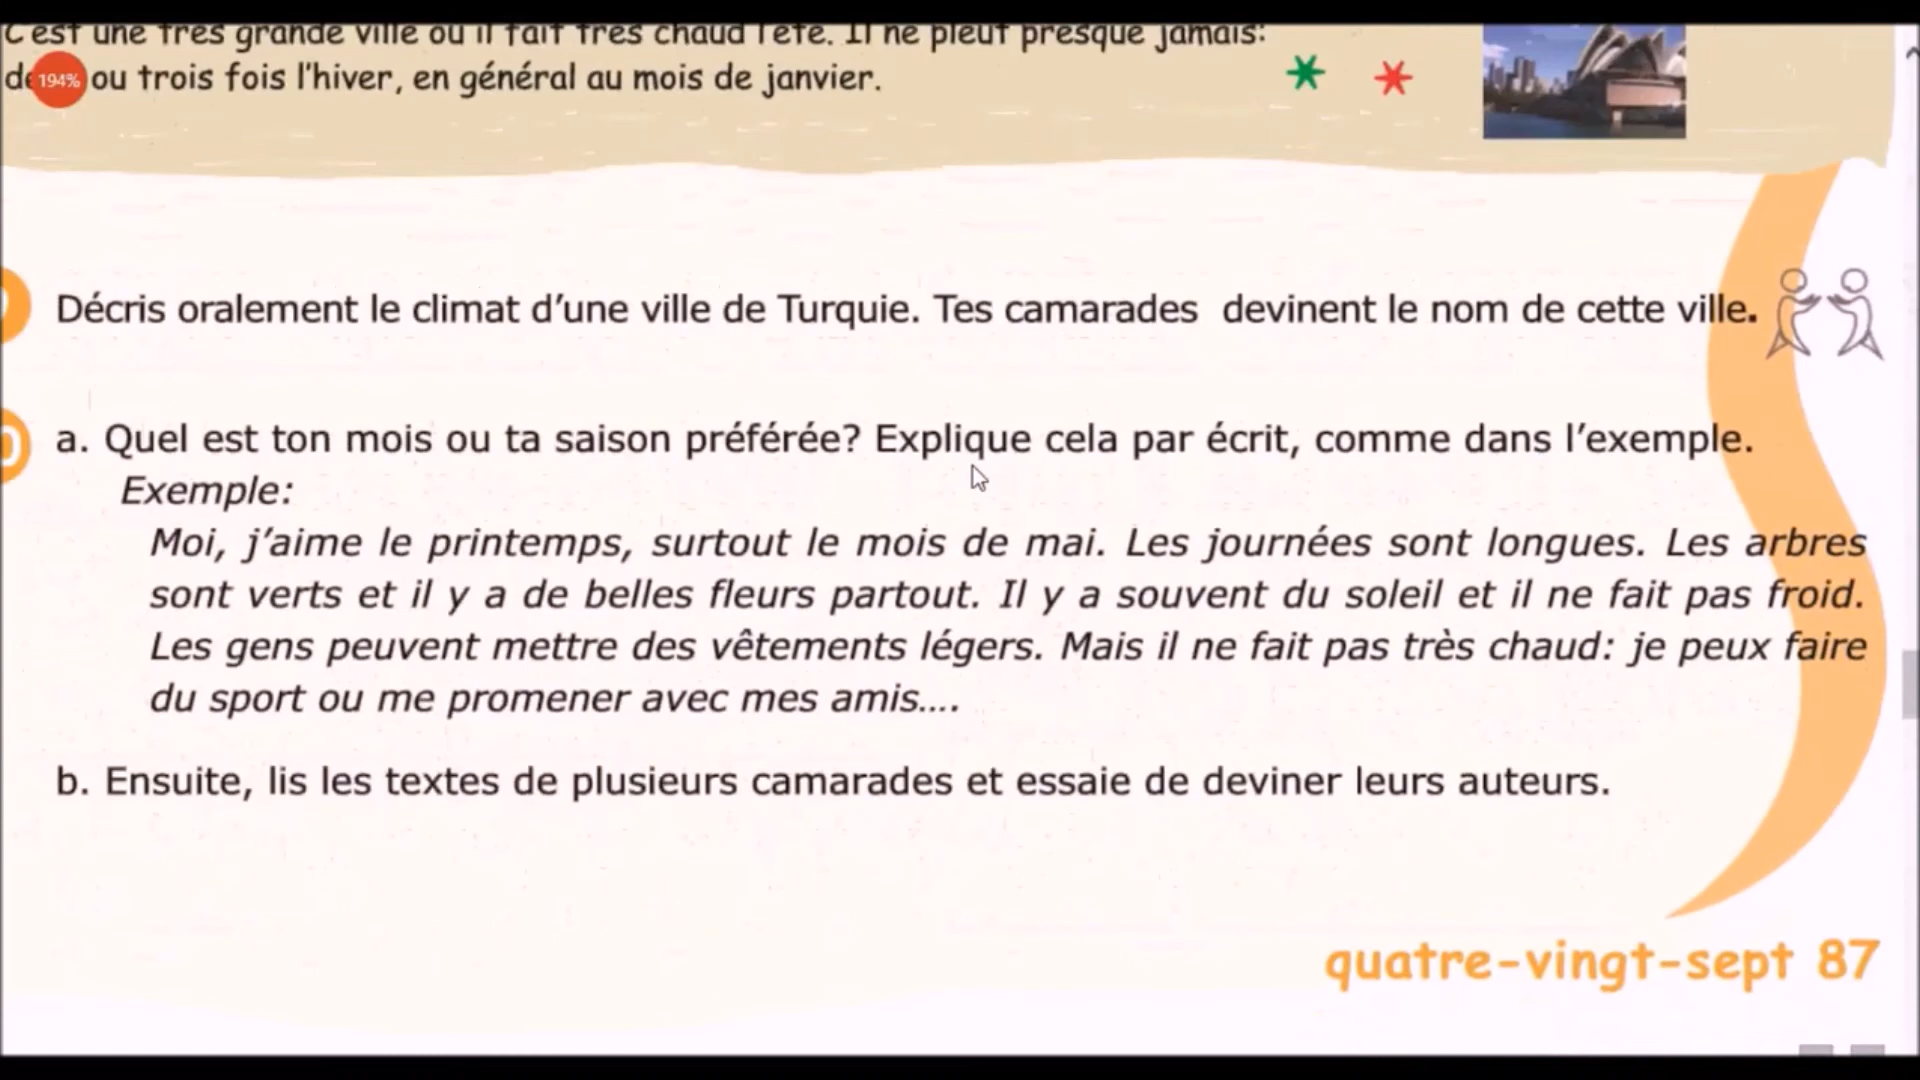 C'est une très grande ville où il fait très chaud l'été. Il ne pleut presque jamais:
194%
ou trois fois l'hiver, en général au mois de janvier.
Décris oralement le climat d'une ville de Turquie. Tes camarades devinent le nom de cette ville.
a. Quel est ton mois ou ta saison préférée? Explique cela par écrit, comme dans l'exemple.
Exemple:
Moi, j'aime le printemps, surtout le mois de mai. Les journées sont longues. Les arbres
sont verts et il y a de belles fleurs partout. Il y a souvent du soleil et il ne fait pas froid.
Les gens peuvent mettre des vêtements légers. Mais il ne fait pas très chaud: je peux faire
du sport ou me promener avec mes amis....
b. Ensuite, lis les textes de plusieurs camarades et essaie de deviner leurs auteurs.
quatre-vingt-sept 87